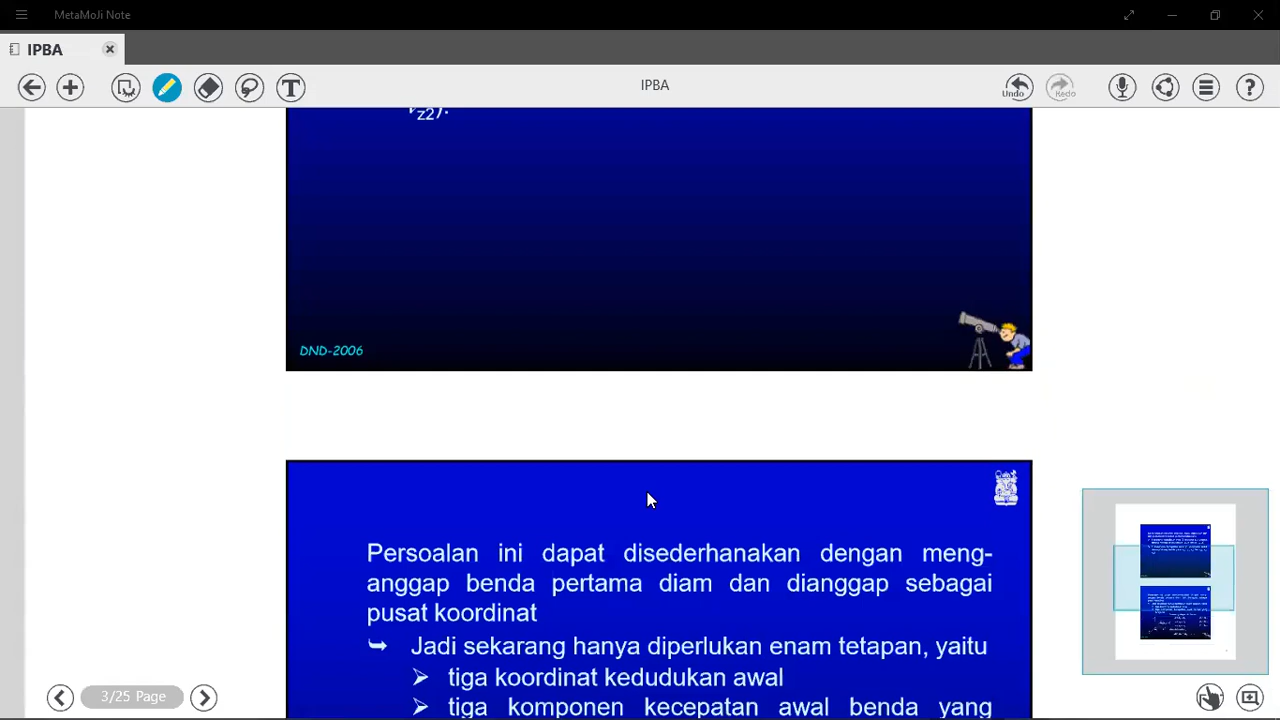 MetaMoJi Note
IPBA
IPBA
Undo
Redo
z2).
DND-2006
Persoalan ini dapat disederhanakan dengan meng-
anggap benda pertama diam dan dianggap sebagai
pusat koordinat
Jadi sekarang hanya diperlukan enam tetapan, yaitu
tiga koordinat kedudukan awal
tiga komponen kecepatan awal benda yang
3/25 Page